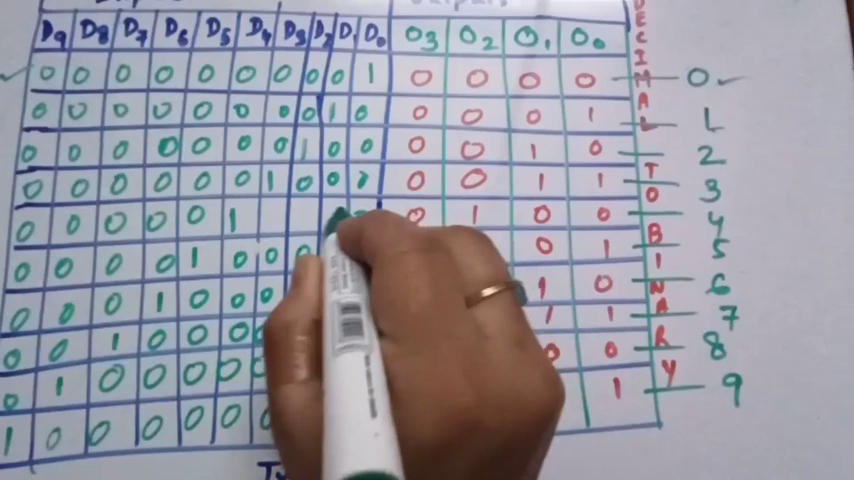 D9 D8 D7 D6 D5 D4 D3 D2 D1 D0 O3 O2 O1 O0
0 0 0 0 0 0 0 0 0 1 0 0 0 0 0
0 0 0 0 0 0 0 0 1 0 0 0 0 1 1
0 0 0 0 0 0 0 1 0 0 0 0 1 0 2
0 0 0 0 0 0 1 0 0 0 0 1 1 3
0 0 0 0 0 1 0 1 0 0 4
0 0 0 0 1 0 0 0 0 1 5
0 0 0 1 0 0 0 1 0 6
0 0 1 0 0 0 1 1 7
0 1 0 0 0 0 0 0 8
1 0 0 0 0 0 1 9
DECIMAL TO BINARY